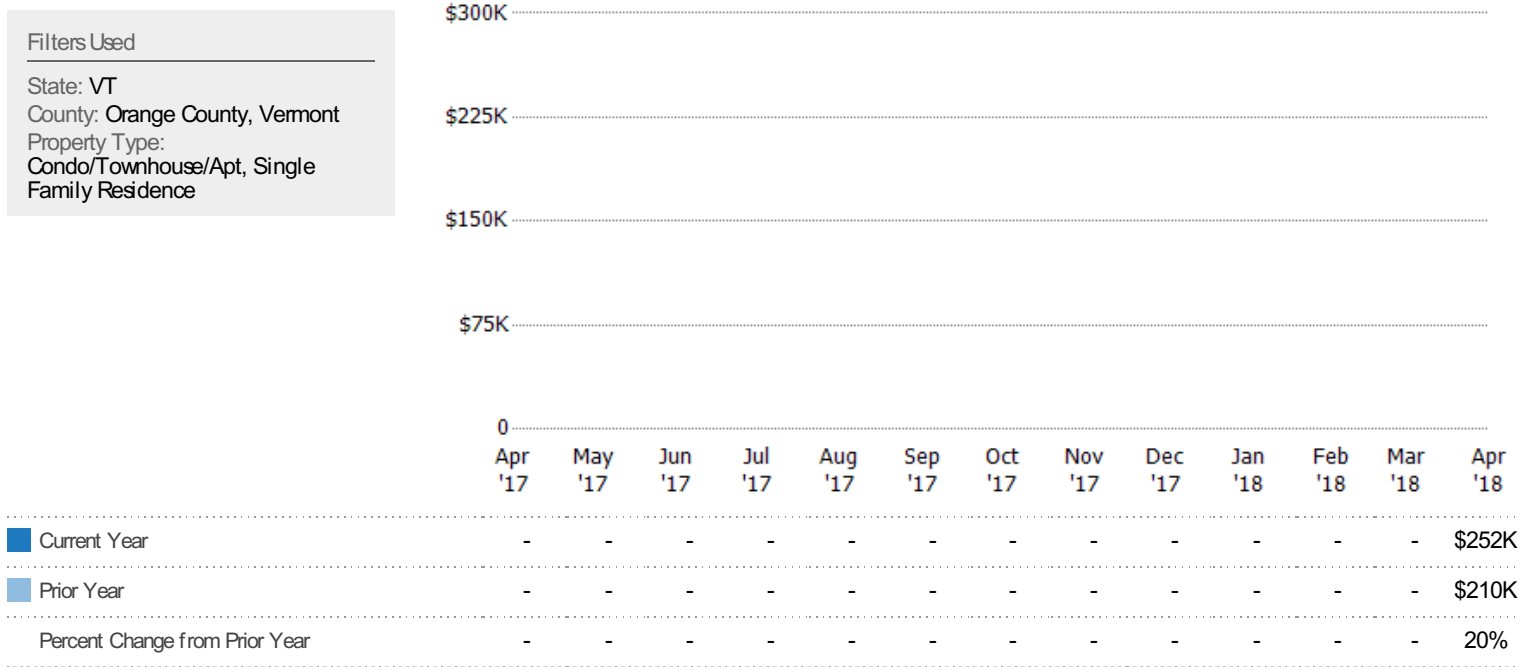 Filters Used
State: VT
County: Orange County, Vermont
Property Type:
Condo/Townhouse/Apt, Single
Family Residence
$300K
$225K
$150K
$75K
0
Apr May Jun Jul Aug Sep Oct Nov Dec Jan Feb Mar Apr
'17 '17 '17 '17 '17 '17 '17 '17 '17 '18 '18 '18 '18
Current Year - - - - - - - - - - - - $252K
Prior Year - - - - - - - - - - - - $210K
Percent Change from Prior Year - - - - - - - - - - - - 20%